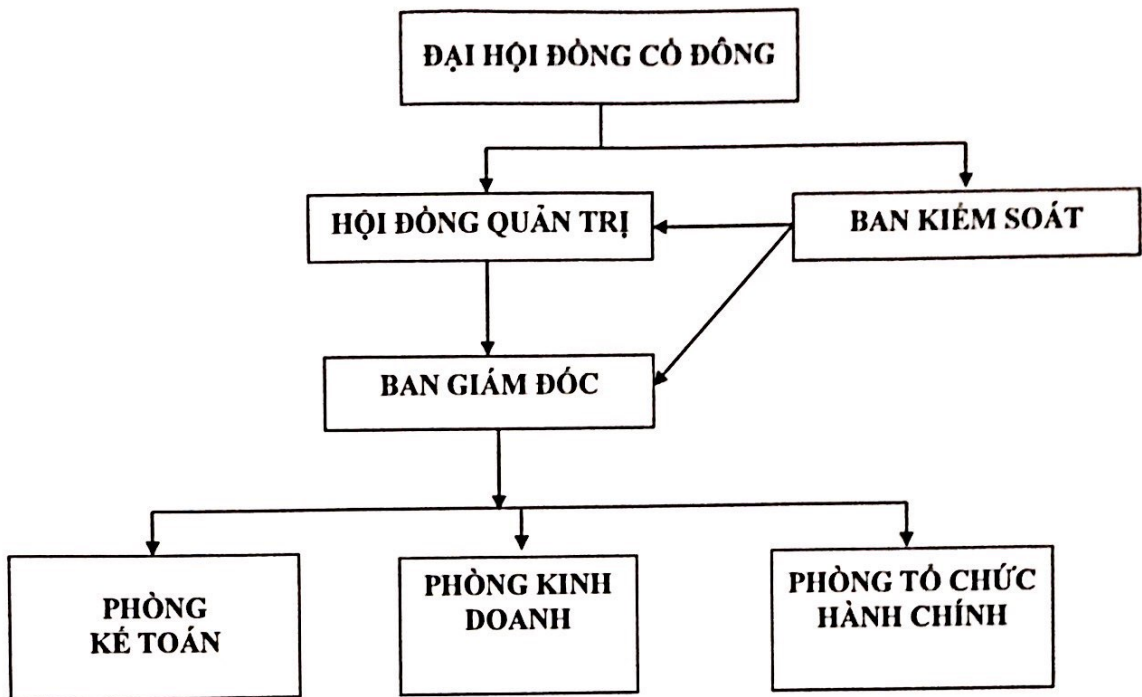 ĐẠI HỘI ĐỒNG CỔ ĐÔNG
HỘI ĐỒNG QUẢN TRỊ
BAN KIỂM SOÁT
BAN GIÁM ĐỐC
PHÒNG
KẾ TOÁN
PHÒNG KINH
DOANH
PHÒNG TỔ CHỨC
HÀNH CHÍNH